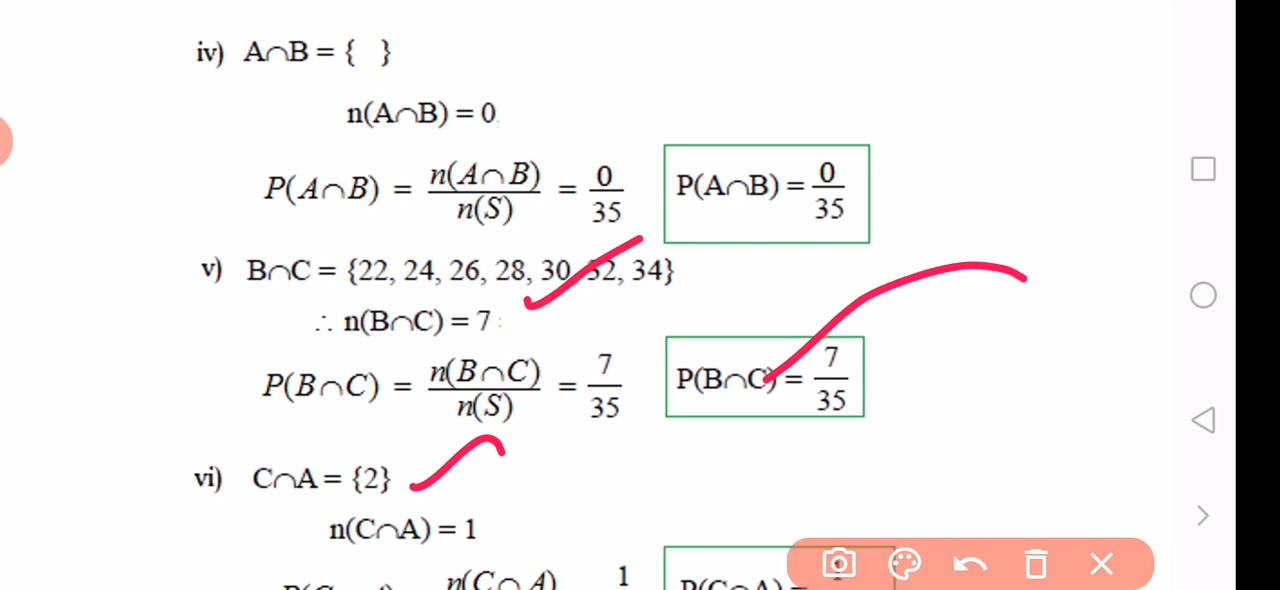 iv) A∩B = { }
n(A∩B) = 0
P(A∩B) = n(A∩B)/n(S) = 0/35 P(A∩B) = 0/35
v) B∩C = {22, 24, 26, 28, 30, 32, 34}
∴ n(B∩C) = 7
P(B∩C) = n(B∩C)/n(S) = 7/35 P(B∩C) = 7/35
vi) C∩A = {2}
n(C∩A) = 1
n(C∩A) 1 P(C∩A) =